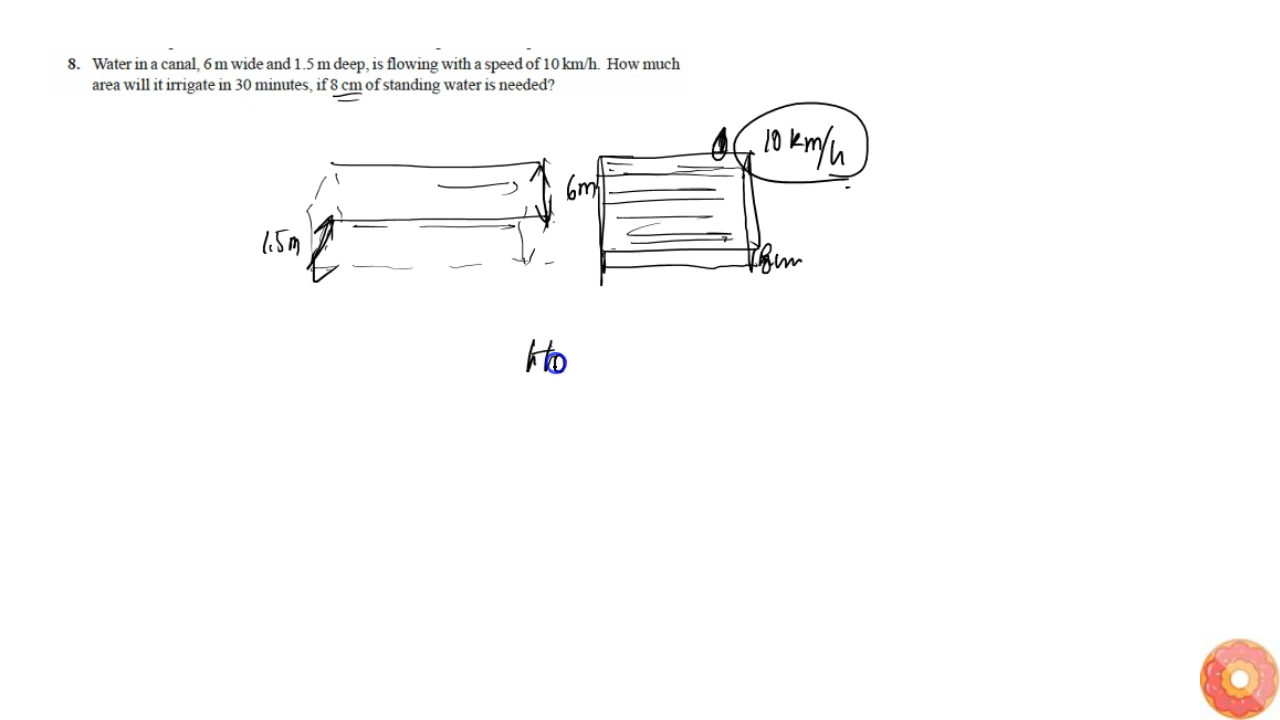 8. Water in a canal, 6 m wide and 1.5 m deep, is flowing with a speed of 10 km/h. How much
area will it irrigate in 30 minutes, if 8 cm of standing water is needed?
10 km/h
6m
1.5m
8cm